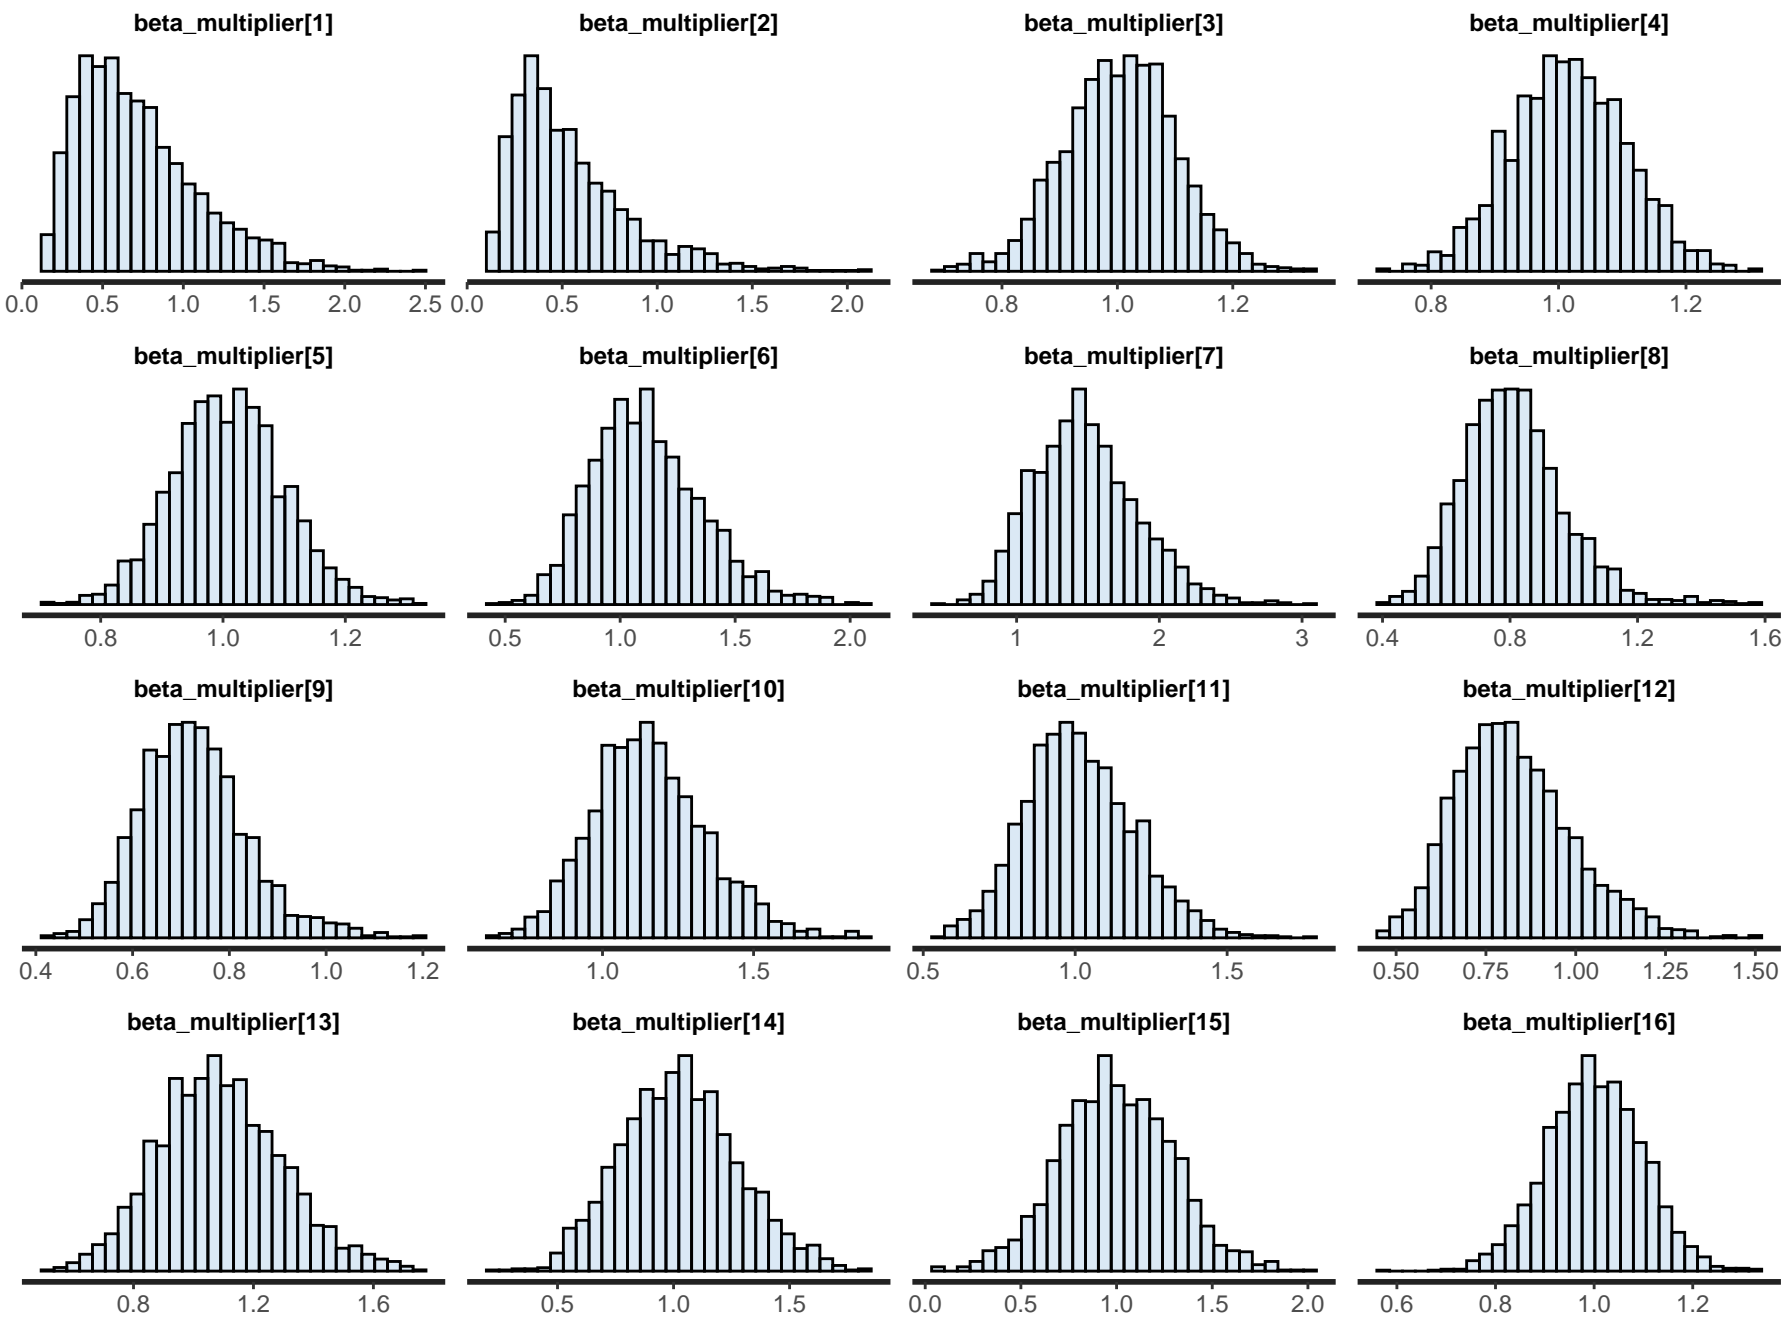 beta_multiplier[1] beta_multiplier[2] beta_multiplier[3] beta_multiplier[4]
0.0 0.5 1.0 1.5 2.0 2.5 0.0 0.5 1.0 1.5 2.0 0.8 1.0 1.2 0.8 1.0 1.2
beta_multiplier[5] beta_multiplier[6] beta_multiplier[7] beta_multiplier[8]
0.8 1.0 1.2 0.5 1.0 1.5 2.0 1 2 3 0.4 0.8 1.2 1.6
beta_multiplier[9] beta_multiplier[10] beta_multiplier[11] beta_multiplier[12]
0.4 0.6 0.8 1.0 1.2 1.0 1.5 0.5 1.0 1.5 0.50 0.75 1.00 1.25 1.50
beta_multiplier[13] beta_multiplier[14] beta_multiplier[15] beta_multiplier[16]
0.8 1.2 1.6 0.5 1.0 1.5 0.0 0.5 1.0 1.5 2.0 0.6 0.8 1.0 1.2